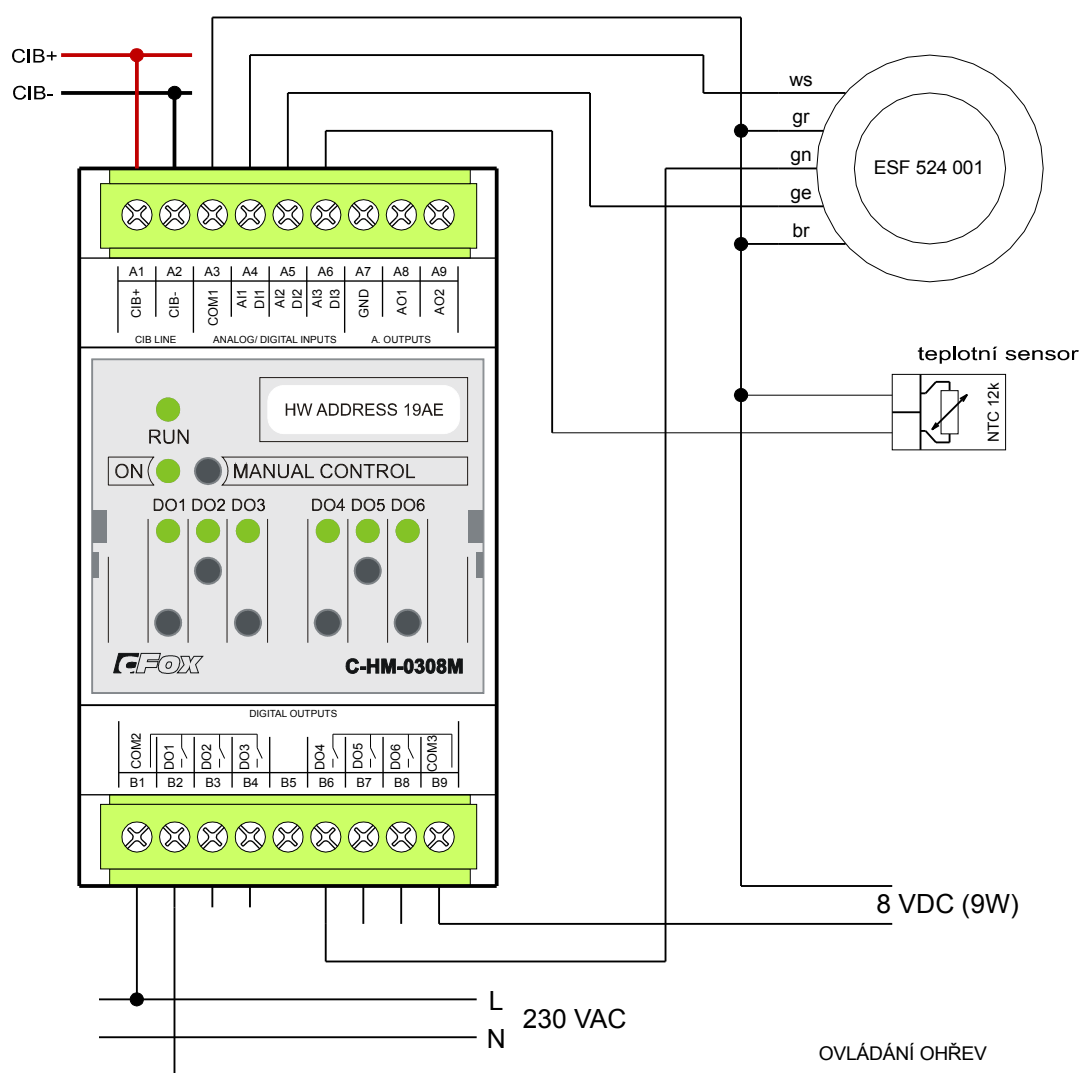 CIB+
CIB-
ws
gr
gn
ge
br
ESF 524 001
A1 A2 A3 A4 A5 A6 A7 A8 A9
CIB+ CIB- COM1 AI1 DI1 AI2 DI2 AI3 DI3 GND AO1 AO2
CIB LINE ANALOG/ DIGITAL INPUTS A. OUTPUTS
teplotní sensor
NTC 12k
HW ADDRESS 19AE
RUN
ON MANUAL CONTROL
DO1 DO2 DO3 DO4 DO5 DO6
CFox
C-HM-0308M
DIGITAL OUTPUTS
COM2 DO1 DO2 DO3 DO4 DO5 DO6 COM3
B1 B2 B3 B4 B5 B6 B7 B8 B9
8 VDC (9W)
L
230 VAC
N
OVLÁDÁNÍ OHŘEV